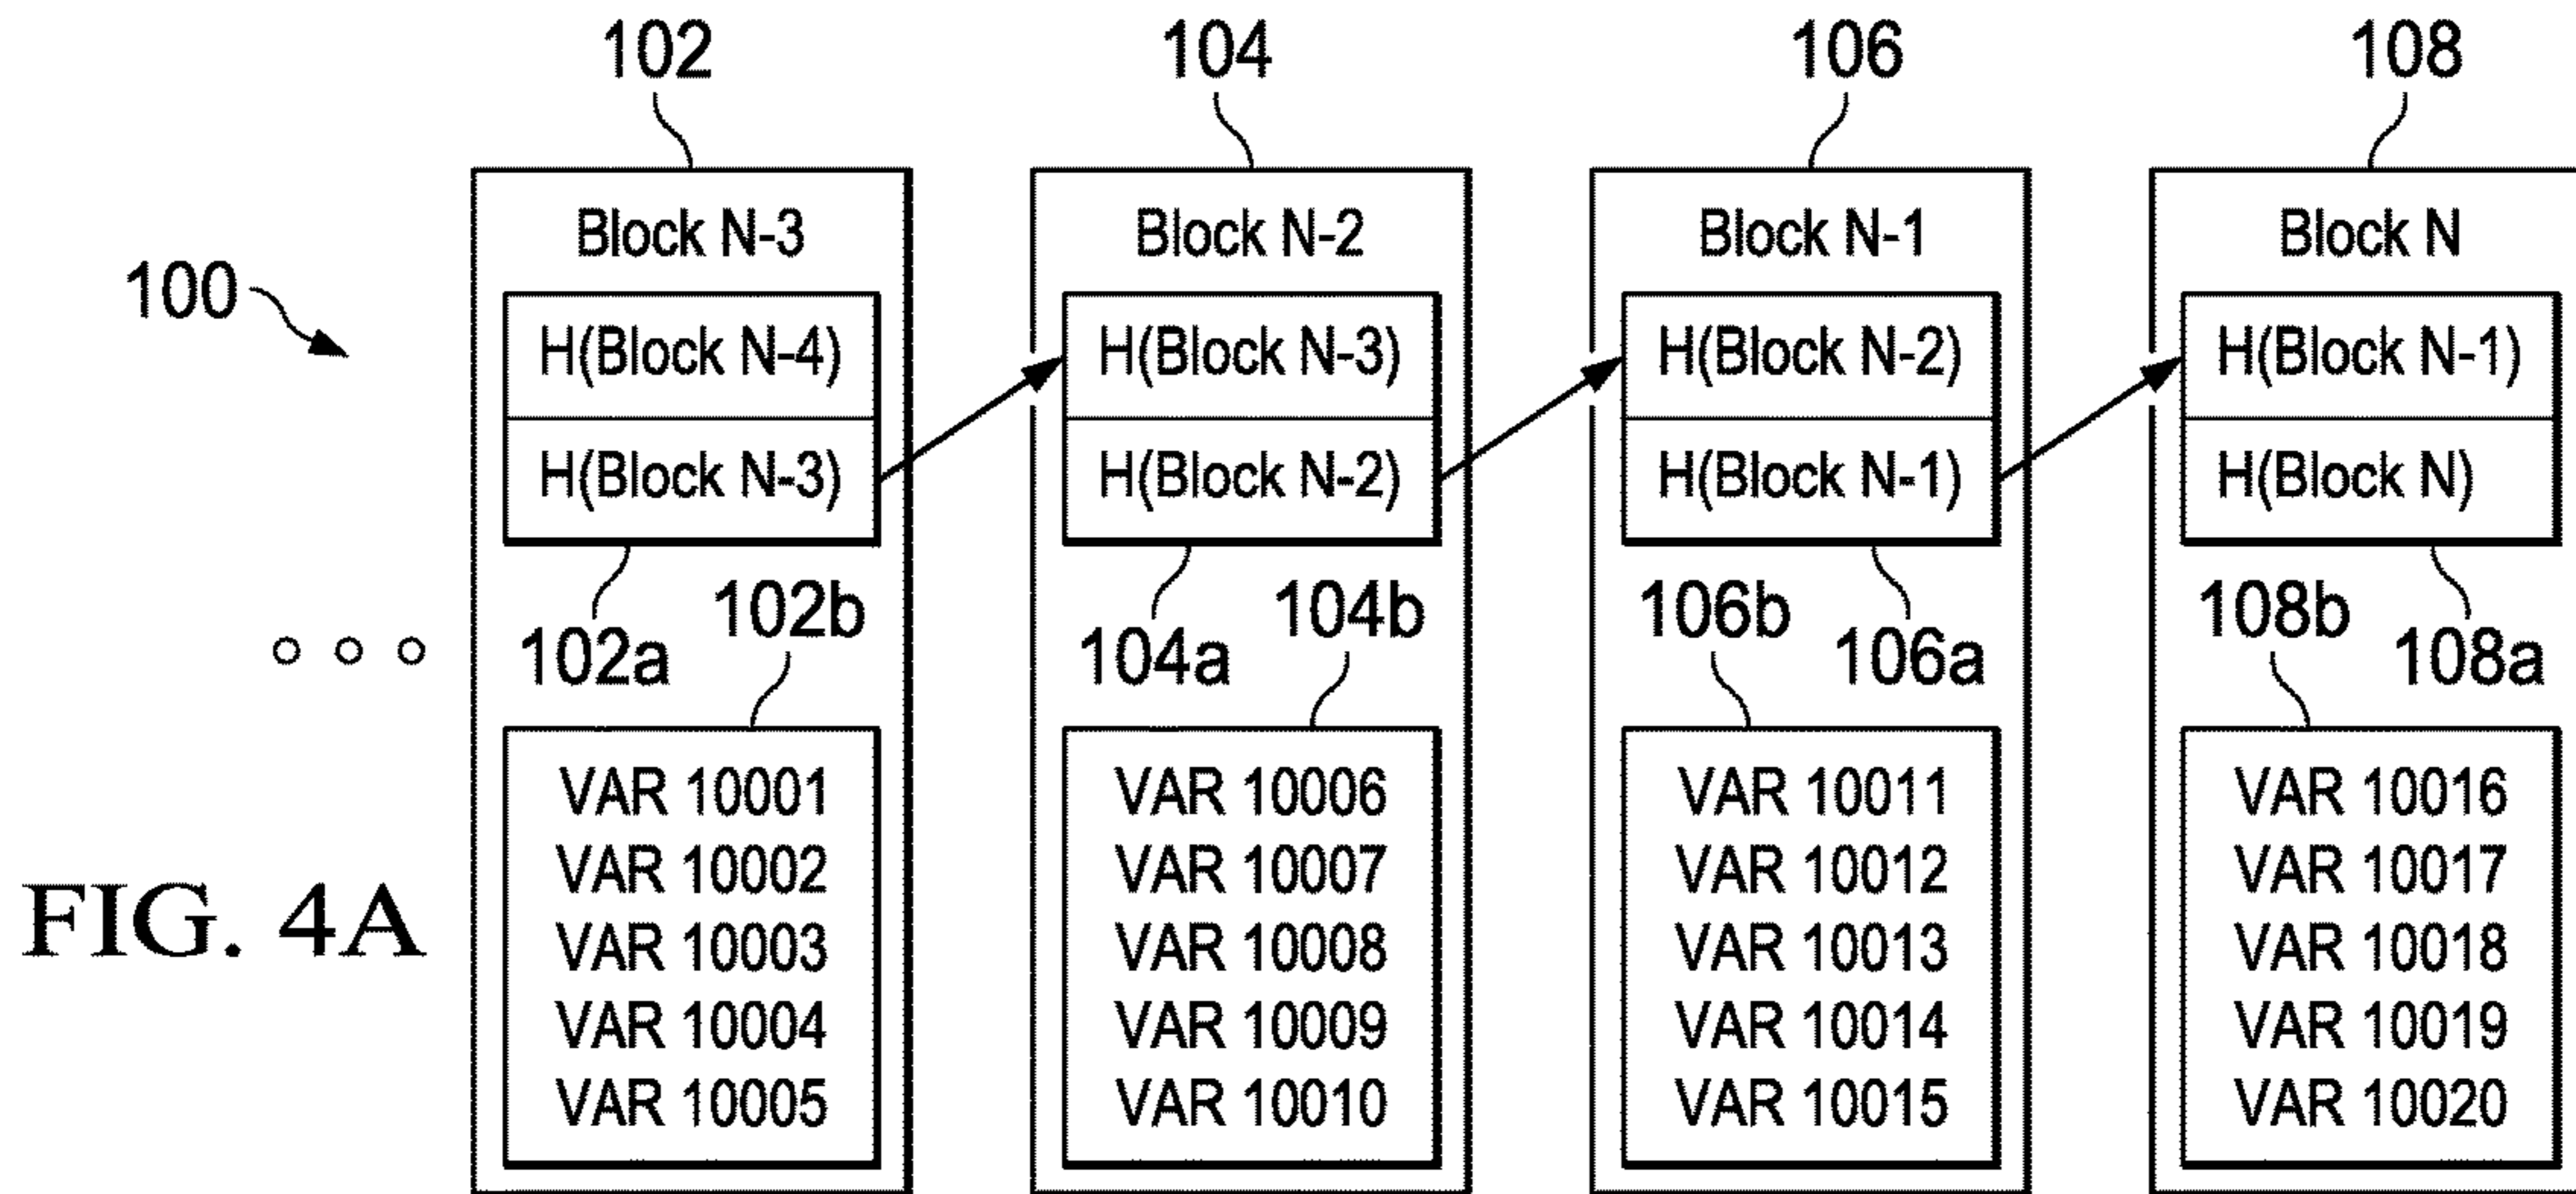 102
104
106
108
100
Block N-3
H(Block N-4)
H(Block N-3)
102a
102b
VAR 10001
VAR 10002
VAR 10003
VAR 10004
VAR 10005
Block N-2
H(Block N-3)
H(Block N-2)
104a
104b
VAR 10006
VAR 10007
VAR 10008
VAR 10009
VAR 10010
Block N-1
H(Block N-2)
H(Block N-1)
106b
106a
VAR 10011
VAR 10012
VAR 10013
VAR 10014
VAR 10015
Block N
H(Block N-1)
H(Block N)
108b
108a
VAR 10016
VAR 10017
VAR 10018
VAR 10019
VAR 10020
FIG. 4A